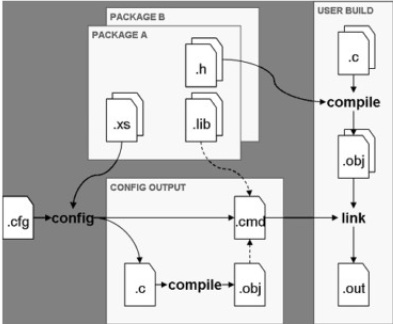 PACKAGE B
USER BUILD
PACKAGE A
.h
.c
compile
.xs
.lib
.obj
CONFIG OUTPUT
.cfg
config
.cmd
link
.c
compile
.obj
.out